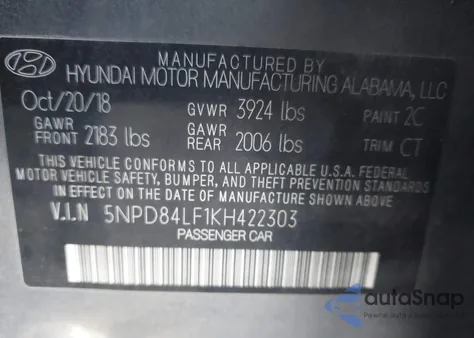 MANUFACTURED BY
HYUNDAI MOTOR MANUFACTURING ALABAMA, LLC
Oct/20/18 GVWR 3924 lbs PAINT 2C
GAWR FRONT 2183 lbs GAWR REAR 2006 lbs TRIM CT
THIS VEHICLE CONFORMS TO ALL APPLICABLE U.S.A. FEDERAL
MOTOR VEHICLE SAFETY, BUMPER, AND THEFT PREVENTION STANDARDS
IN EFFECT ON THE DATE OF MANUFACTURE SHOWN ABOVE.
V.I.N 5NPD84LF1KH422303
PASSENGER CAR
autoSnap